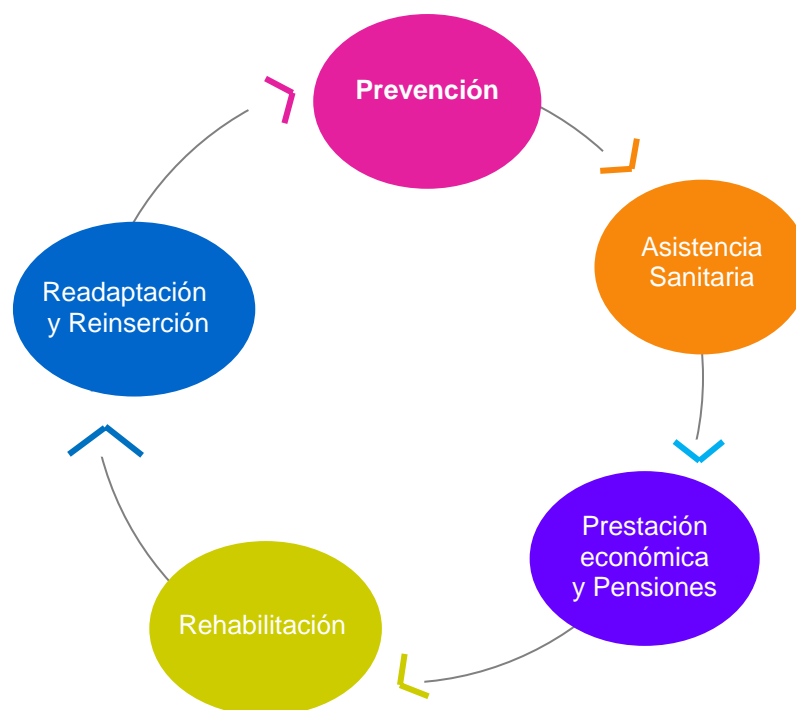 Prevención
Asistencia
Sanitaria
Prestación
económica
y Pensiones
Rehabilitación
Readaptación
y Reinserción